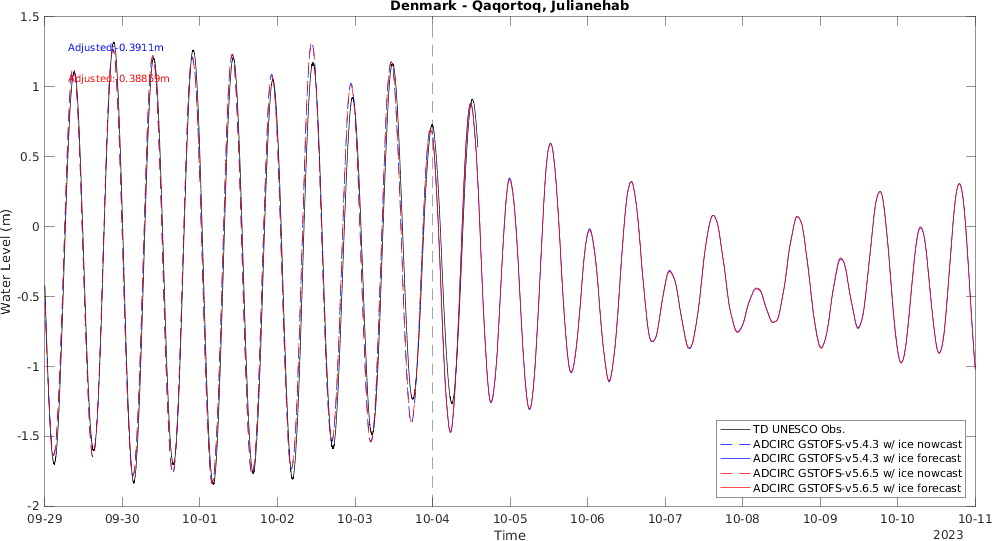 Denmark - Qaqortoq, Julianehab
1.5
1
0.5
0
-0.5
-1
-1.5
-2
Water Level (m)
Adjusted:-0.3911m
Adjusted:-0.38859m
TD UNESCO Obs.
ADCIRC GSTOFS-v5.4.3 w/ ice nowcast
ADCIRC GSTOFS-v5.4.3 w/ ice forecast
ADCIRC GSTOFS-v5.6.5 w/ ice nowcast
ADCIRC GSTOFS-v5.6.5 w/ ice forecast
09-29 09-30 10-01 10-02 10-03 10-04 10-05 10-06 10-07 10-08 10-09 10-10 10-11
Time
2023